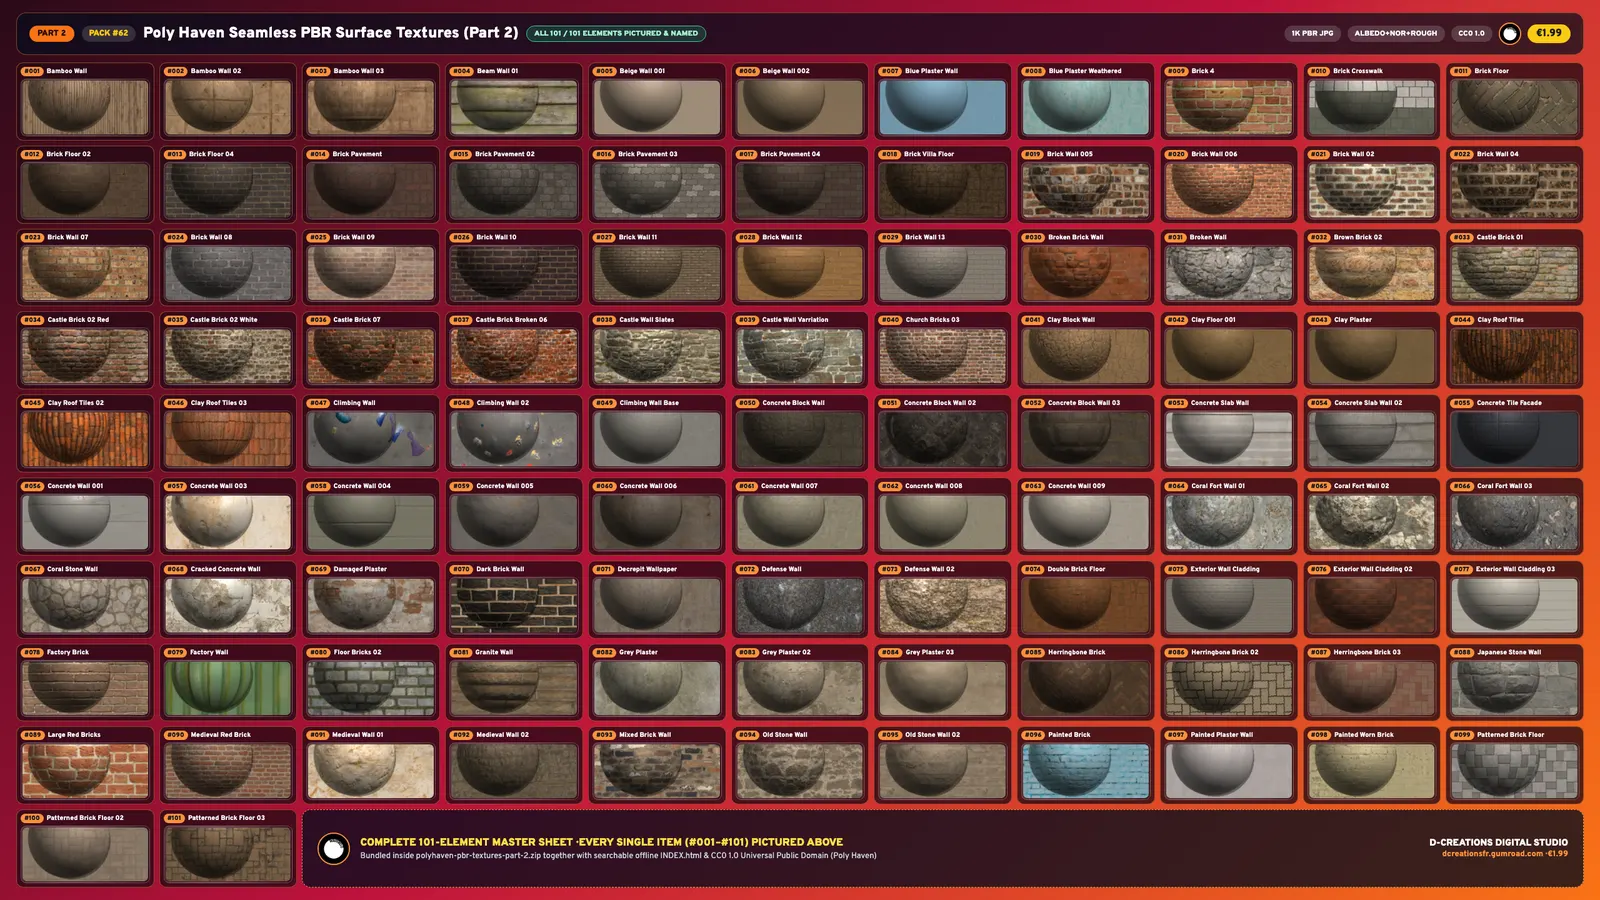 PART 2 PACK #62 Poly Haven Seamless PBR Surface Textures (Part 2) ALL 101 / 101 ELEMENTS PICTURED & NAMED 1K PBR JPG ALBEDO+NOR+ROUGH CC0 1.0 €1.99
#001 Bamboo Wall
#002 Bamboo Wall 02
#003 Bamboo Wall 03
#004 Beam Wall 01
#005 Beige Wall 001
#006 Beige Wall 002
#007 Blue Plaster Wall
#008 Blue Plaster Weathered
#009 Brick 4
#010 Brick Crosswalk
#011 Brick Floor
#012 Brick Floor 02
#013 Brick Floor 04
#014 Brick Pavement
#015 Brick Pavement 02
#016 Brick Pavement 03
#017 Brick Pavement 04
#018 Brick Villa Floor
#019 Brick Wall 005
#020 Brick Wall 006
#021 Brick Wall 02
#022 Brick Wall 04
#023 Brick Wall 07
#024 Brick Wall 08
#025 Brick Wall 09
#026 Brick Wall 10
#027 Brick Wall 11
#028 Brick Wall 12
#029 Brick Wall 13
#030 Broken Brick Wall
#031 Broken Wall
#032 Brown Brick 02
#033 Castle Brick 01
#034 Castle Brick 02 Red
#035 Castle Brick 02 White
#036 Castle Brick 07
#037 Castle Brick Broken 06
#038 Castle Wall Slates
#039 Castle Wall Varriation
#040 Church Bricks 03
#041 Clay Block Wall
#042 Clay Floor 001
#043 Clay Plaster
#044 Clay Roof Tiles
#045 Clay Roof Tiles 02
#046 Clay Roof Tiles 03
#047 Climbing Wall
#048 Climbing Wall 02
#049 Climbing Wall Base
#050 Concrete Block Wall
#051 Concrete Block Wall 02
#052 Concrete Block Wall 03
#053 Concrete Slab Wall
#054 Concrete Slab Wall 02
#055 Concrete Tile Facade
#056 Concrete Wall 001
#057 Concrete Wall 003
#058 Concrete Wall 004
#059 Concrete Wall 005
#060 Concrete Wall 006
#061 Concrete Wall 007
#062 Concrete Wall 008
#063 Concrete Wall 009
#064 Coral Fort Wall 01
#065 Coral Fort Wall 02
#066 Coral Fort Wall 03
#067 Coral Stone Wall
#068 Cracked Concrete Wall
#069 Damaged Plaster
#070 Dark Brick Wall
#071 Decrepit Wallpaper
#072 Defense Wall
#073 Defense Wall 02
#074 Double Brick Floor
#075 Exterior Wall Cladding
#076 Exterior Wall Cladding 02
#077 Exterior Wall Cladding 03
#078 Factory Brick
#079 Factory Wall
#080 Floor Bricks 02
#081 Granite Wall
#082 Grey Plaster
#083 Grey Plaster 02
#084 Grey Plaster 03
#085 Herringbone Brick
#086 Herringbone Brick 02
#087 Herringbone Brick 03
#088 Japanese Stone Wall
#089 Large Red Bricks
#090 Medieval Red Brick
#091 Medieval Wall 01
#092 Medieval Wall 02
#093 Mixed Brick Wall
#094 Old Stone Wall
#095 Old Stone Wall 02
#096 Painted Brick
#097 Painted Plaster Wall
#098 Painted Worn Brick
#099 Patterned Brick Floor
#100 Patterned Brick Floor 02
#101 Patterned Brick Floor 03
COMPLETE 101-ELEMENT MASTER SHEET · EVERY SINGLE ITEM (#001–#101) PICTURED ABOVE
Bundled inside polyhaven-pbr-textures-part-2.zip together with searchable offline INDEX.html & CC0 1.0 Universal Public Domain (Poly Haven)
D-CREATIONS DIGITAL STUDIO
dcreationsfr.gumroad.com · €1.99